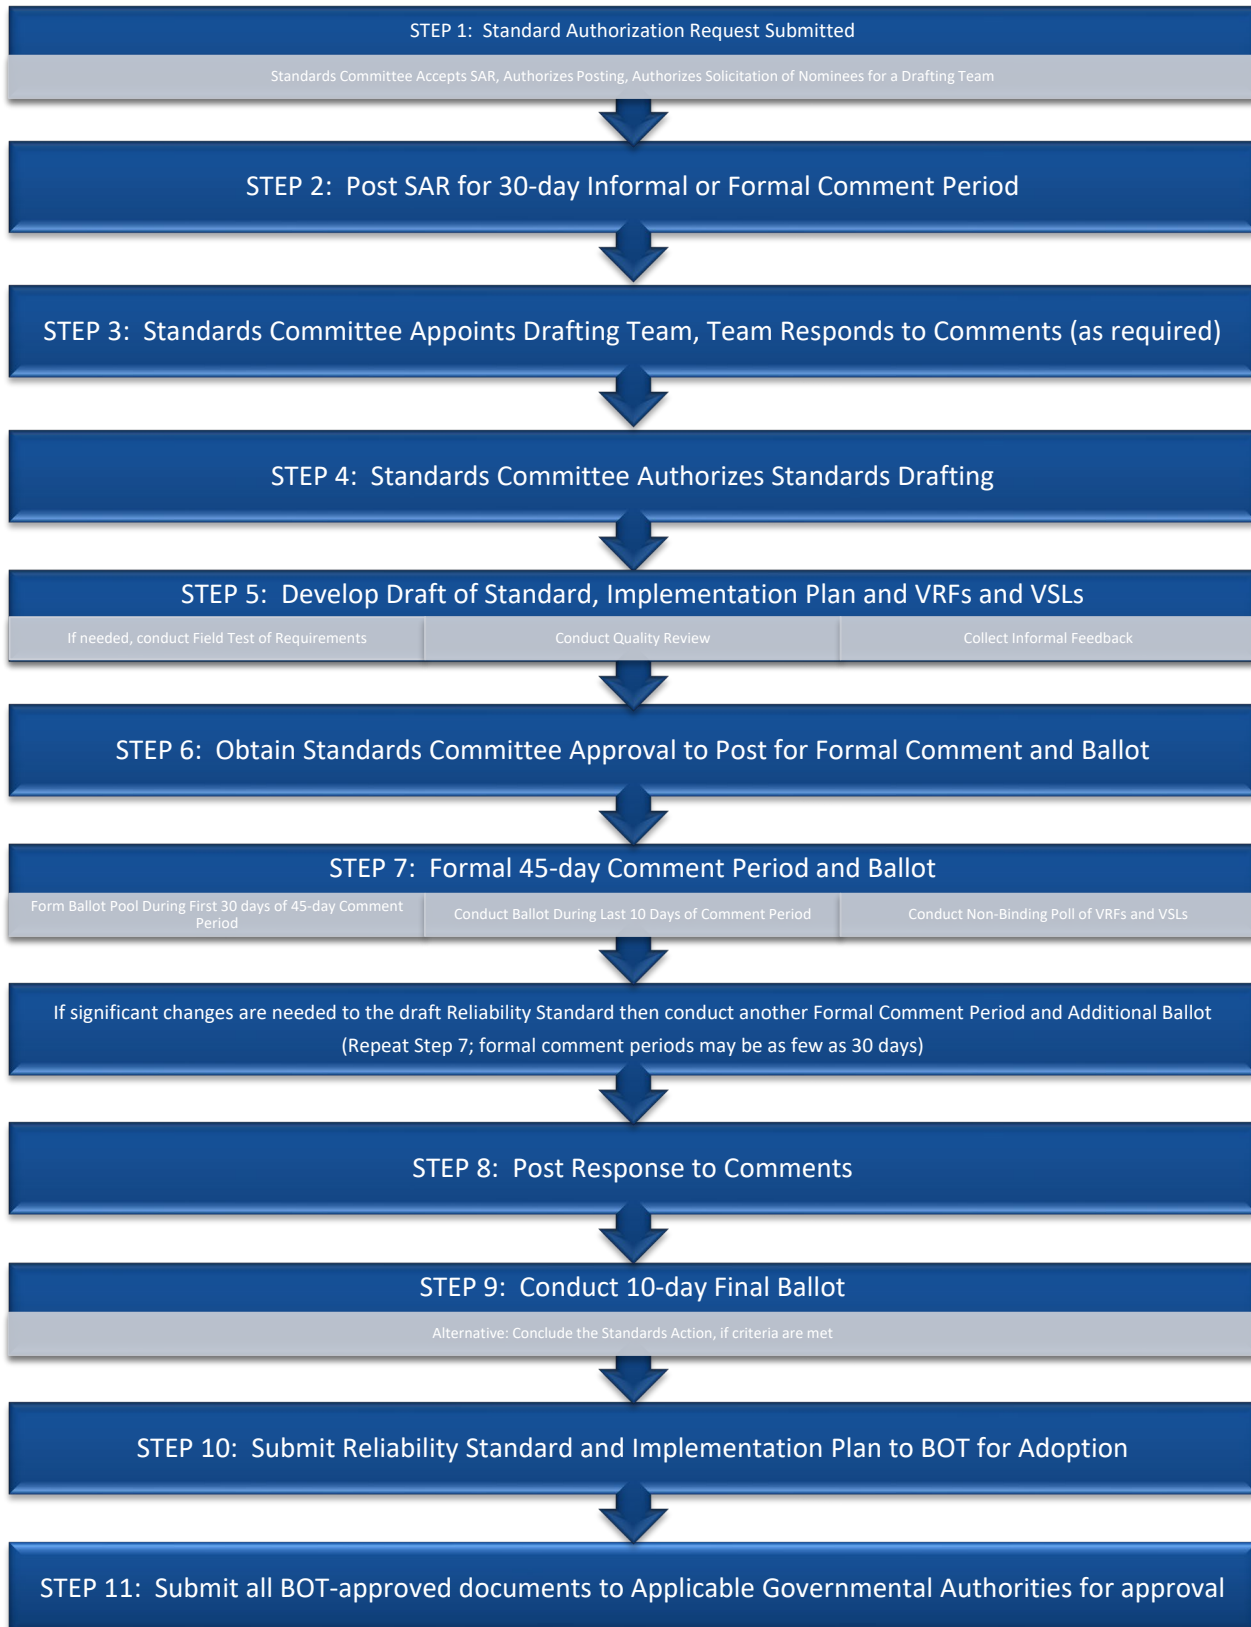 STEP 1: Standard Authorization Request Submitted
Standards Committee Accepts SAR, Authorizes Posting, Authorizes Solicitation of Nominees for a Drafting Team
STEP 2: Post SAR for 30-day Informal or Formal Comment Period
STEP 3: Standards Committee Appoints Drafting Team, Team Responds to Comments (as required)
STEP 4: Standards Committee Authorizes Standards Drafting
STEP 5: Develop Draft of Standard, Implementation Plan and VRFs and VSLs
If needed, conduct Field Test of Requirements
Conduct Quality Review
Collect Informal Feedback
STEP 6: Obtain Standards Committee Approval to Post for Formal Comment and Ballot
STEP 7: Formal 45-day Comment Period and Ballot
Form Ballot Pool During First 30 days of 45-day Comment
Period
Conduct Ballot During Last 10 Days of Comment Period
Conduct Non-Binding Poll of VRFs and VSLs
If significant changes are needed to the draft Reliability Standard then conduct another Formal Comment Period and Additional Ballot
(Repeat Step 7; formal comment periods may be as few as 30 days)
STEP 8: Post Response to Comments
STEP 9: Conduct 10-day Final Ballot
Alternative: Conclude the Standards Action, if criteria are met
STEP 10: Submit Reliability Standard and Implementation Plan to BOT for Adoption
STEP 11: Submit all BOT-approved documents to Applicable Governmental Authorities for approval